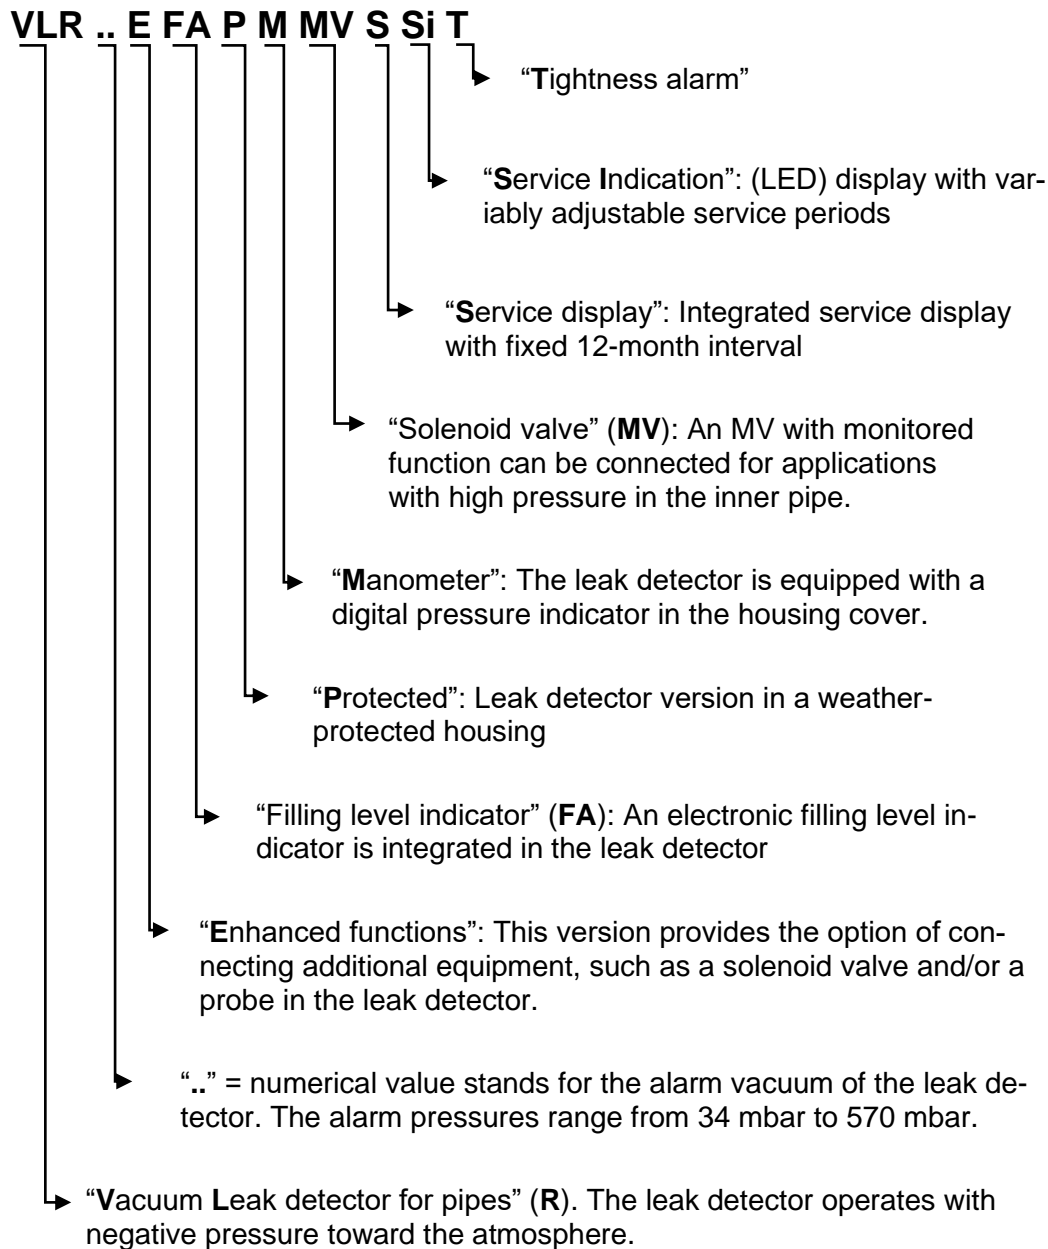 VLR .. E FA P M MV S Si T
“Tightness alarm”
“Service Indication”: (LED) display with var-
iably adjustable service periods
“Service display”: Integrated service display
with fixed 12-month interval
“Solenoid valve” (MV): An MV with monitored
function can be connected for applications
with high pressure in the inner pipe.
“Manometer”: The leak detector is equipped with a
digital pressure indicator in the housing cover.
“Protected”: Leak detector version in a weather-
protected housing
“Filling level indicator” (FA): An electronic filling level in-
dicator is integrated in the leak detector
“Enhanced functions”: This version provides the option of con-
necting additional equipment, such as a solenoid valve and/or a
probe in the leak detector.
“..” = numerical value stands for the alarm vacuum of the leak de-
tector. The alarm pressures range from 34 mbar to 570 mbar.
“Vacuum Leak detector for pipes” (R). The leak detector operates with
negative pressure toward the atmosphere.